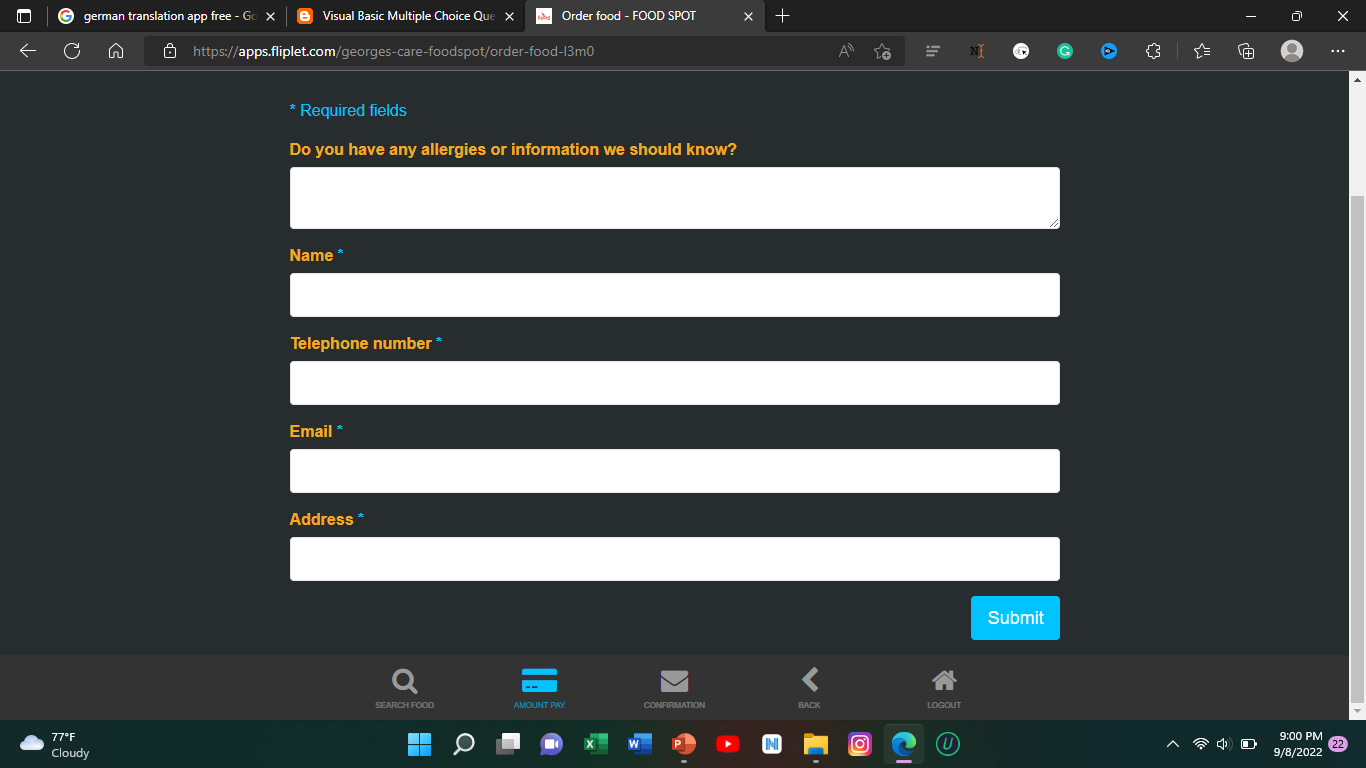 german translation app free - Go
Visual Basic Multiple Choice Que
Order food - FOOD SPOT
https://apps.fliplet.com/georges-care-foodspot/order-food-l3m0
* Required fields
Do you have any allergies or information we should know?
Name *
Telephone number *
Email *
Address *
Submit
SEARCH FOOD
AMOUNT PAY
CONFIRMATION
BACK
LOGOUT
77°F
Cloudy
9:00 PM
9/8/2022
22